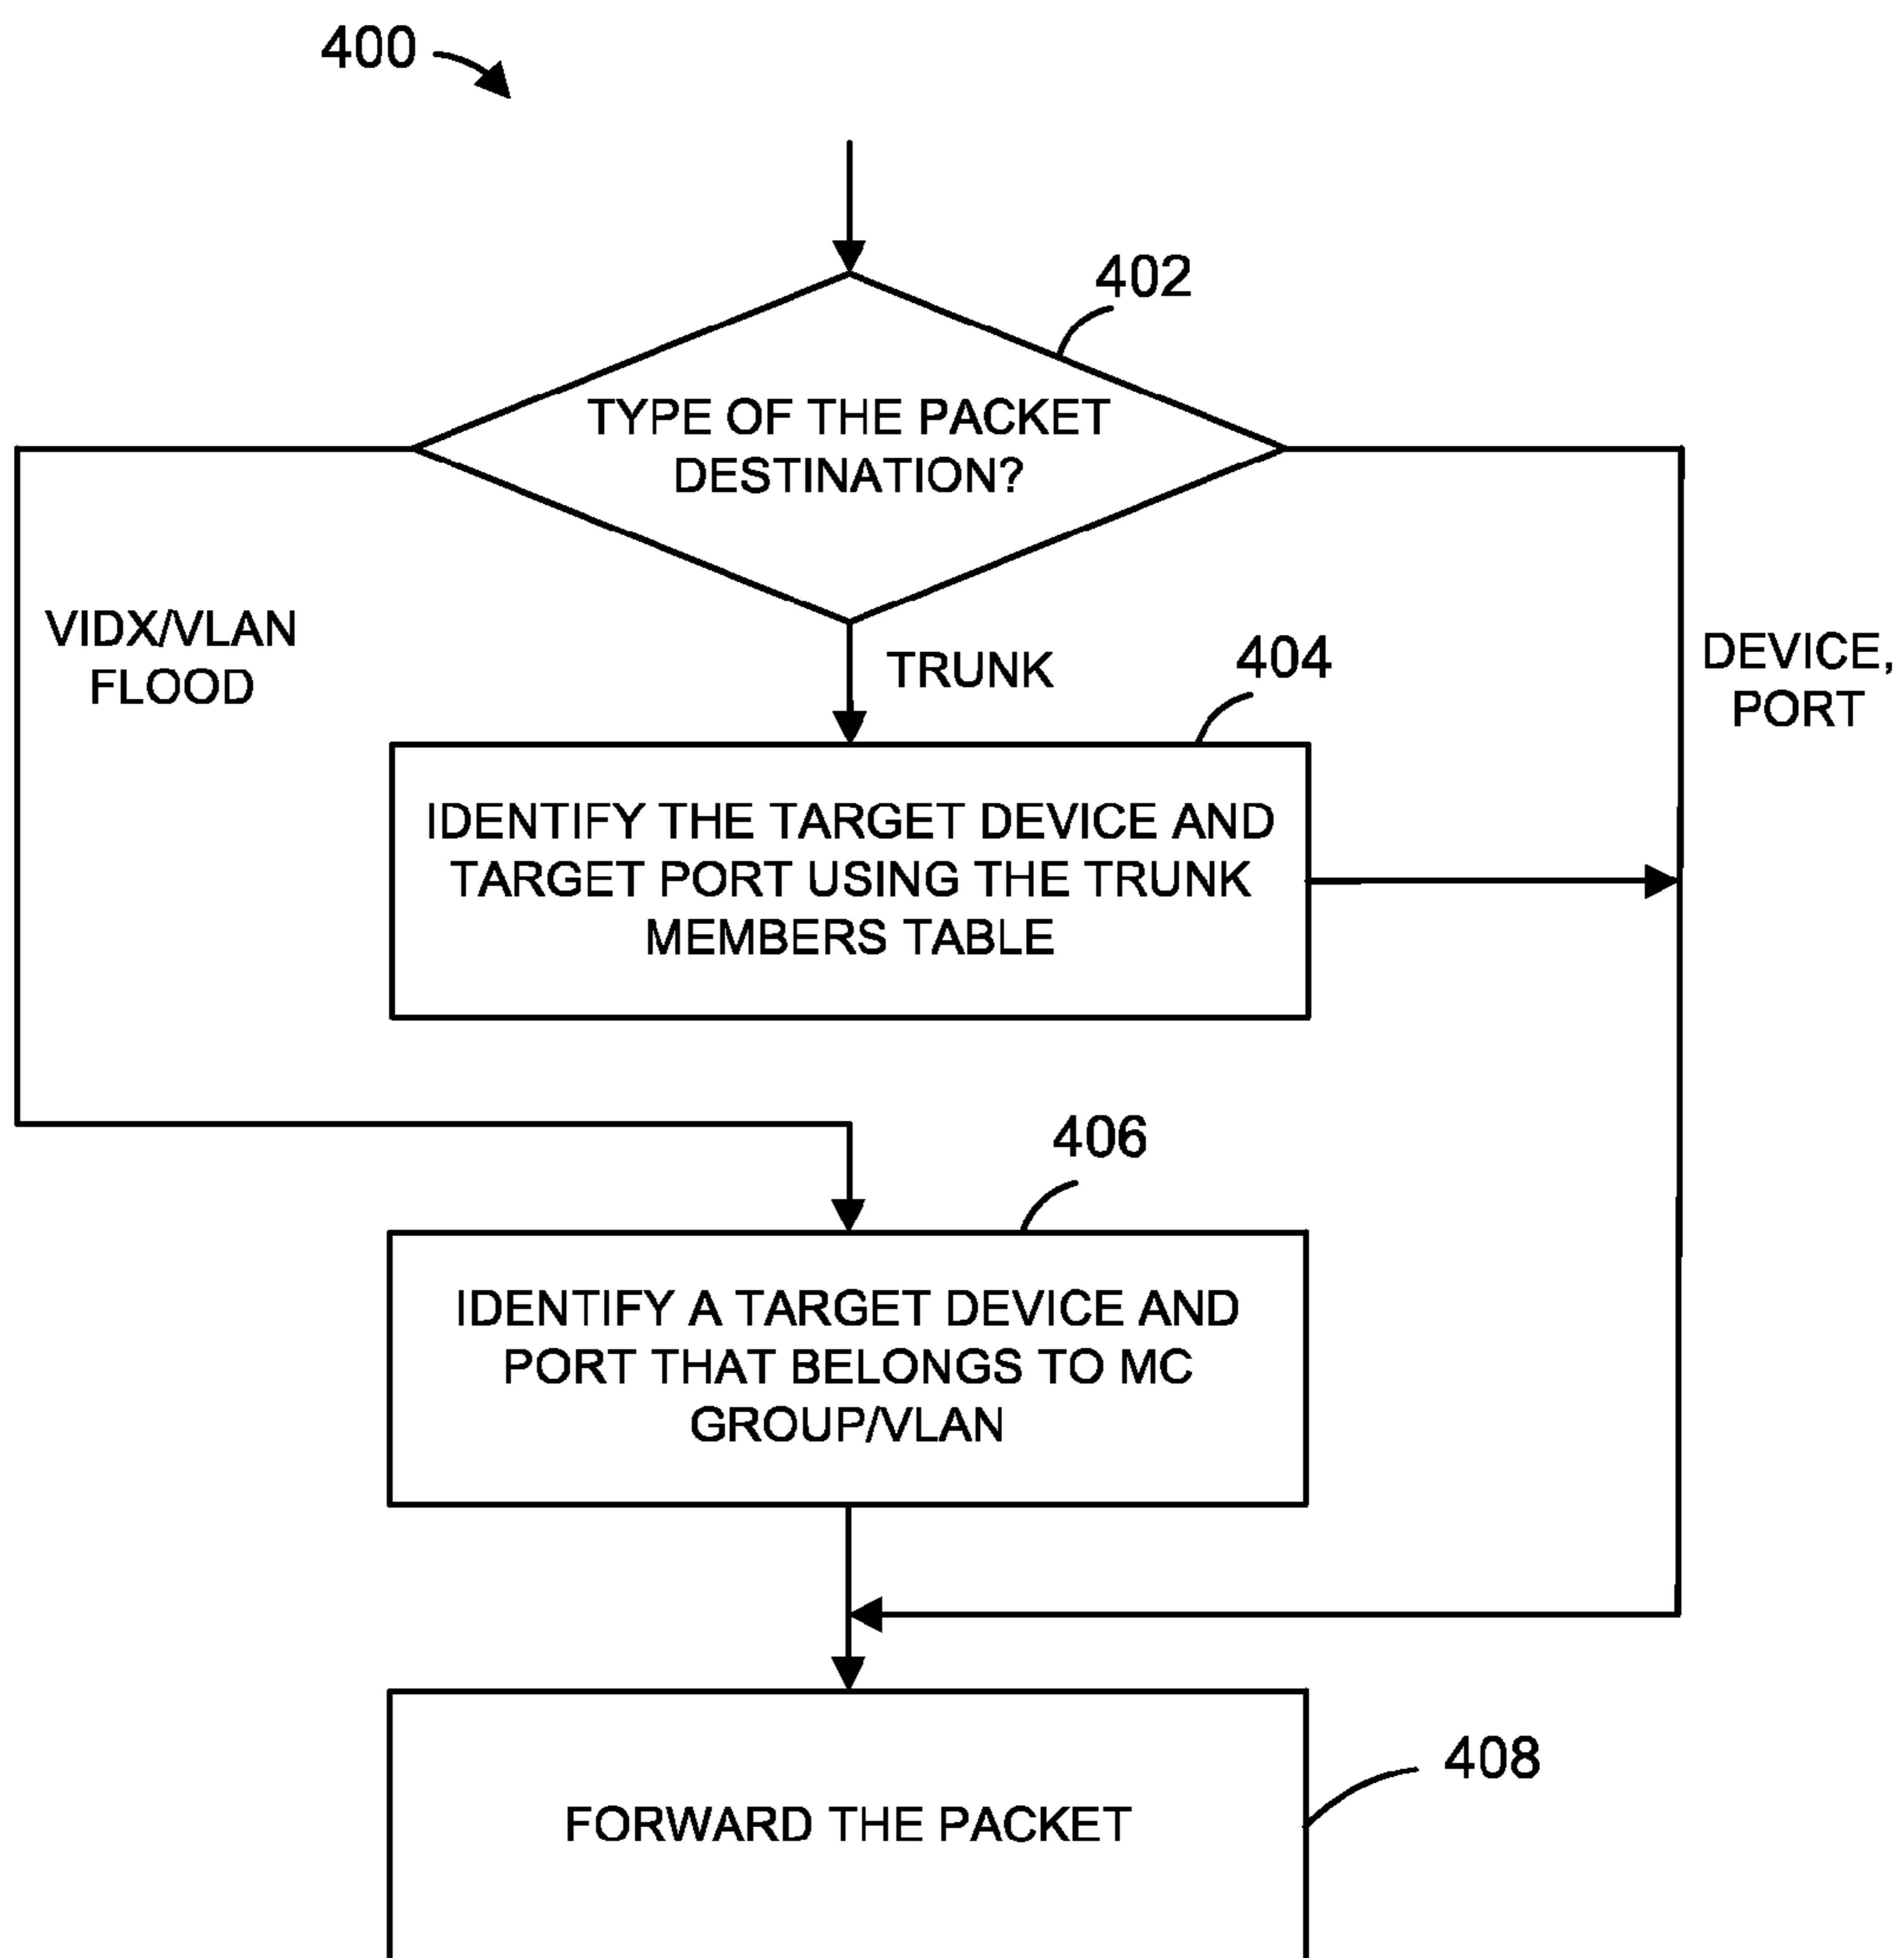 400
402
TYPE OF THE PACKET
DESTINATION?
VIDX/VLAN
FLOOD
TRUNK
404
DEVICE,
PORT
IDENTIFY THE TARGET DEVICE AND
TARGET PORT USING THE TRUNK
MEMBERS TABLE
406
IDENTIFY A TARGET DEVICE AND
PORT THAT BELONGS TO MC
GROUP/VLAN
408
FORWARD THE PACKET